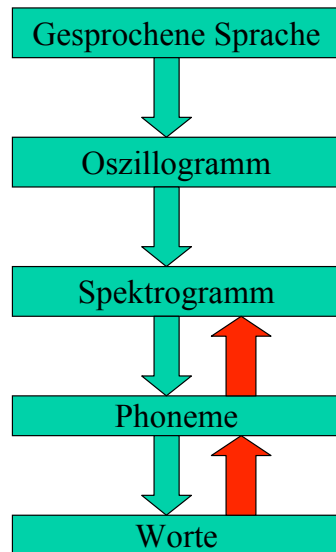 Gesprochene Sprache
Oszillogramm
Spektrogramm
Phoneme
Worte